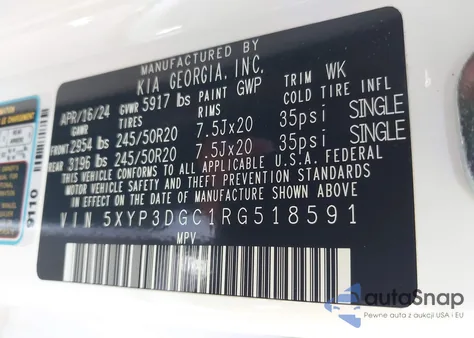 MANUFACTURED BY
KIA GEORGIA, INC.
APR/16/24 GVWR 5917 lbs PAINT GWP TRIM WK
GAWR TIRES COLD TIRE INFL
FRONT 2954 lbs 245/50R20 7.5Jx20 35psi SINGLE
REAR 3196 lbs 245/50R20 7.5Jx20 35psi SINGLE
THIS VEHICLE CONFORMS TO ALL APPLICABLE U.S.A. FEDERAL
MOTOR VEHICLE SAFETY AND THEFT PREVENTION STANDARDS
IN EFFECT ON THE DATE OF MANUFACTURE SHOWN ABOVE
VIN 5XYP3DGC1RG518591
MPV
9110
autoSnap
Pewne auta z aukcji USA i EU